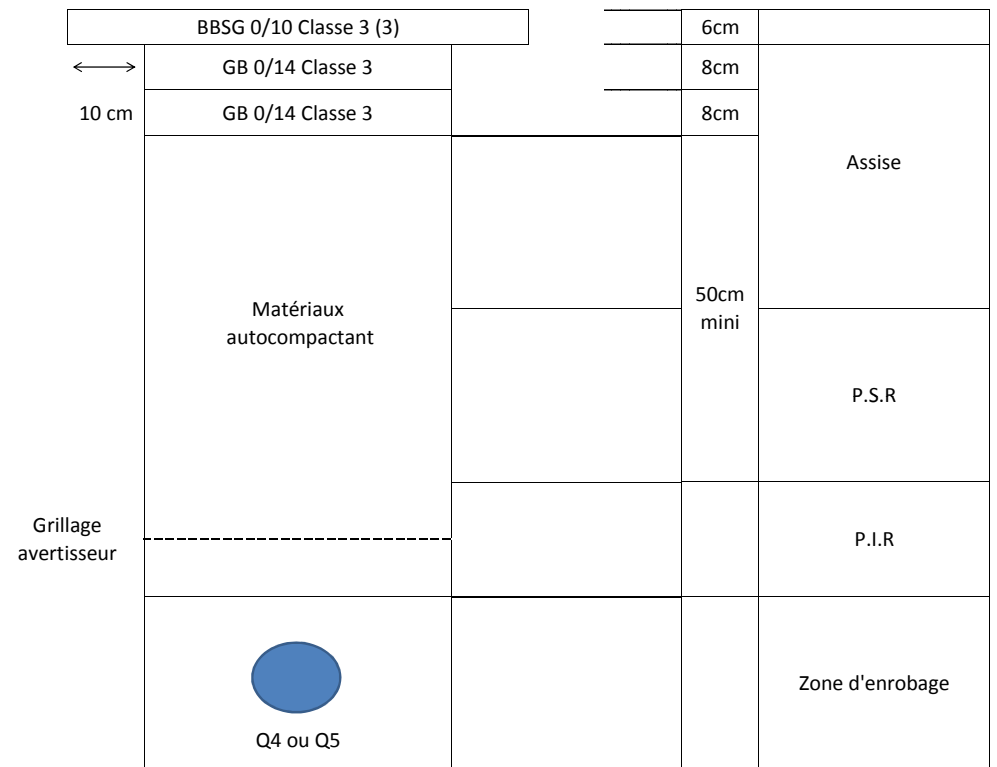 BBSG 0/10 Classe 3 (3)
6cm
GB 0/14 Classe 3
8cm
10 cm
GB 0/14 Classe 3
8cm
Assise
Matériaux
autocompactant
50cm
mini
P.S.R
Grillage
avertisseur
P.I.R
Zone d'enrobage
Q4 ou Q5